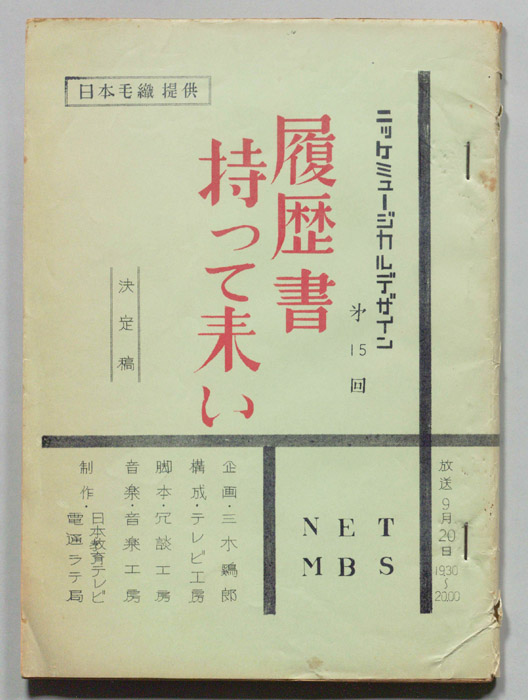 日本毛織 提供
ニッケミュージカルデザイン
第15回
履歴書
持って来い
決定稿
放送 9月20日 19.30〜20.00
NET
MBS
企画・三木鶏郎
構成・テレビ工房
脚本・冗談工房
音楽・音楽工房
制作・日本教育テレビ
電通ラテ局